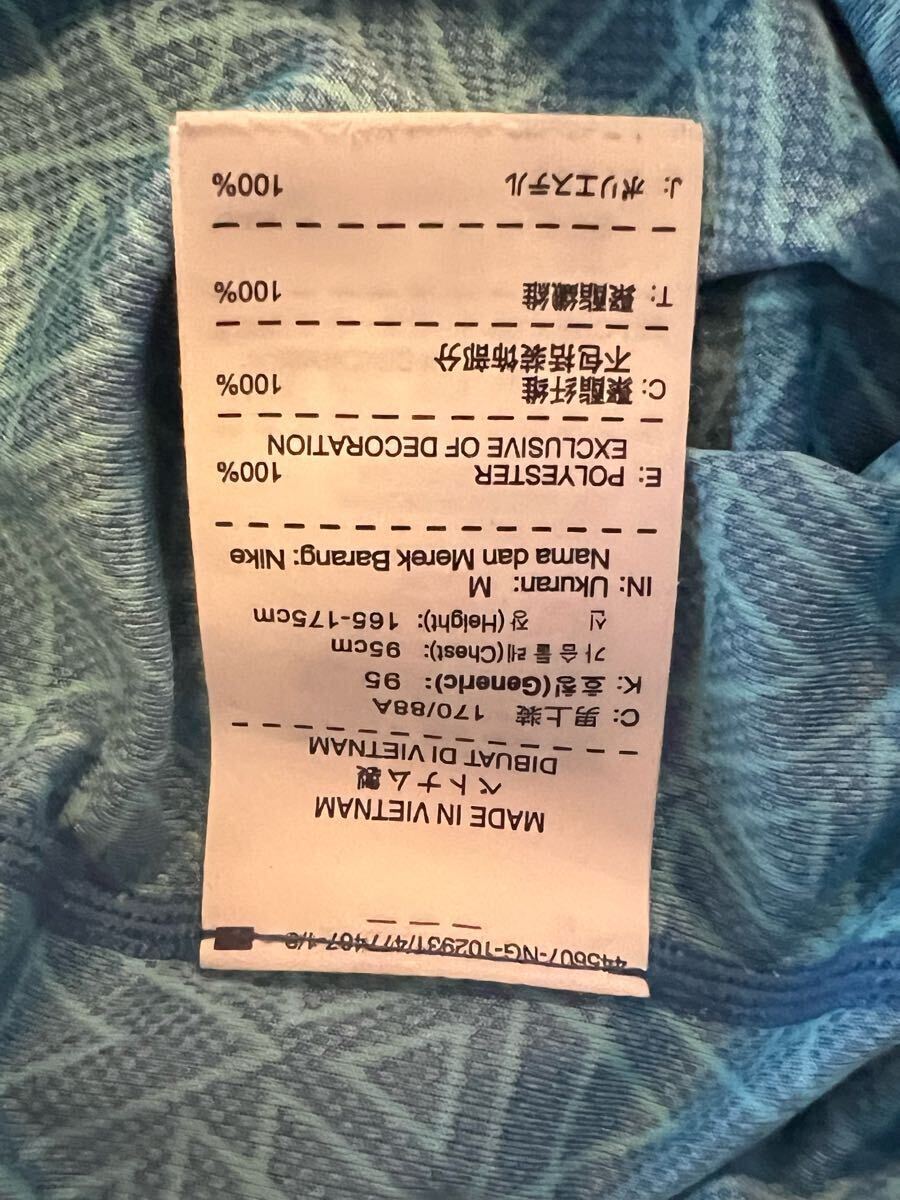 MADE IN VIETNAM
ベトナム製
DIBUAT DI VIETNAM
C: 男上装 170/88A
K: 호칭(Generic): 95
가슴둘레(Chest): 95cm
신 장(Height): 165-175cm
IN: Ukuran: M
Nama dan Merek Barang: Nike
E: POLYESTER 100%
EXCLUSIVE OF DECORATION
C: 聚酯纤维 100%
不包括装饰部分
T: 聚酯纖維 100%
J: ポリエステル 100%